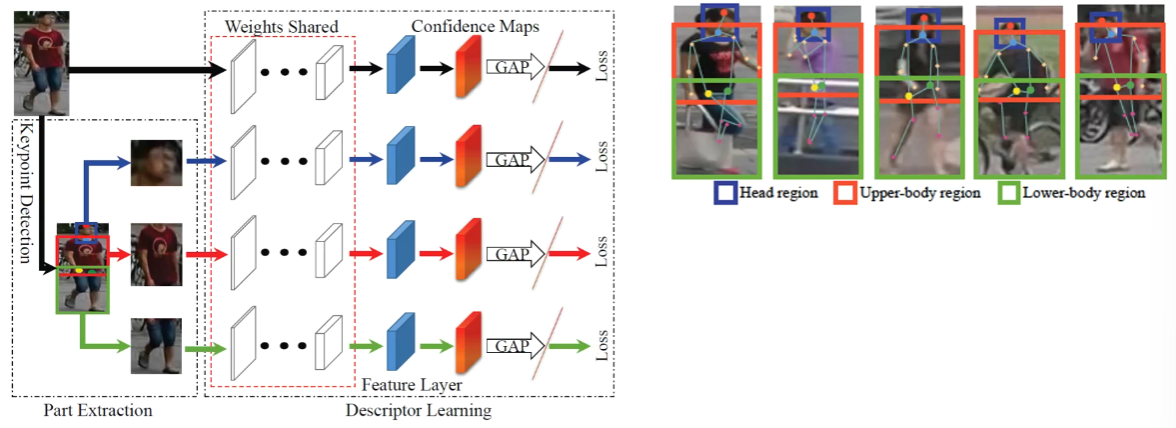 Weights Shared
Confidence Maps
GAP
Loss
Keypoint Detection
GAP
Loss
GAP
Loss
GAP
Loss
Feature Layer
Part Extraction
Descriptor Learning
Head region
Upper-body region
Lower-body region